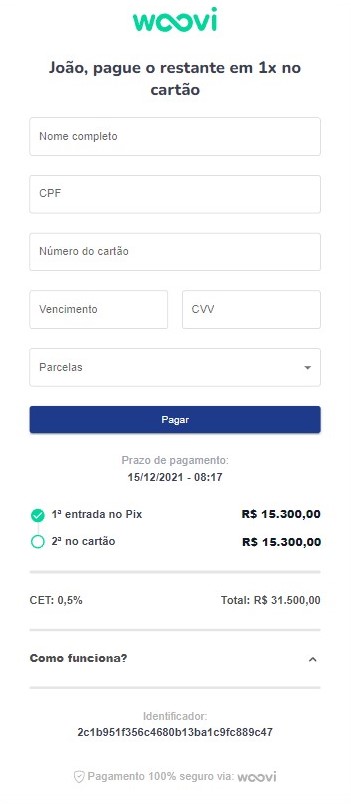 woovi
João, pague o restante em 1x no
cartão
Nome completo
CPF
Número do cartão
Vencimento CVV
Parcelas
Pagar
Prazo de pagamento:
15/12/2021 - 08:17
1ª entrada no Pix R$ 15.300,00
2ª no cartão R$ 15.300,00
CET: 0,5% Total: R$ 31.500,00
Como funciona?
Identificador:
2c1b951f356c4680b13ba1c9fc889c47
Pagamento 100% seguro via: woovi